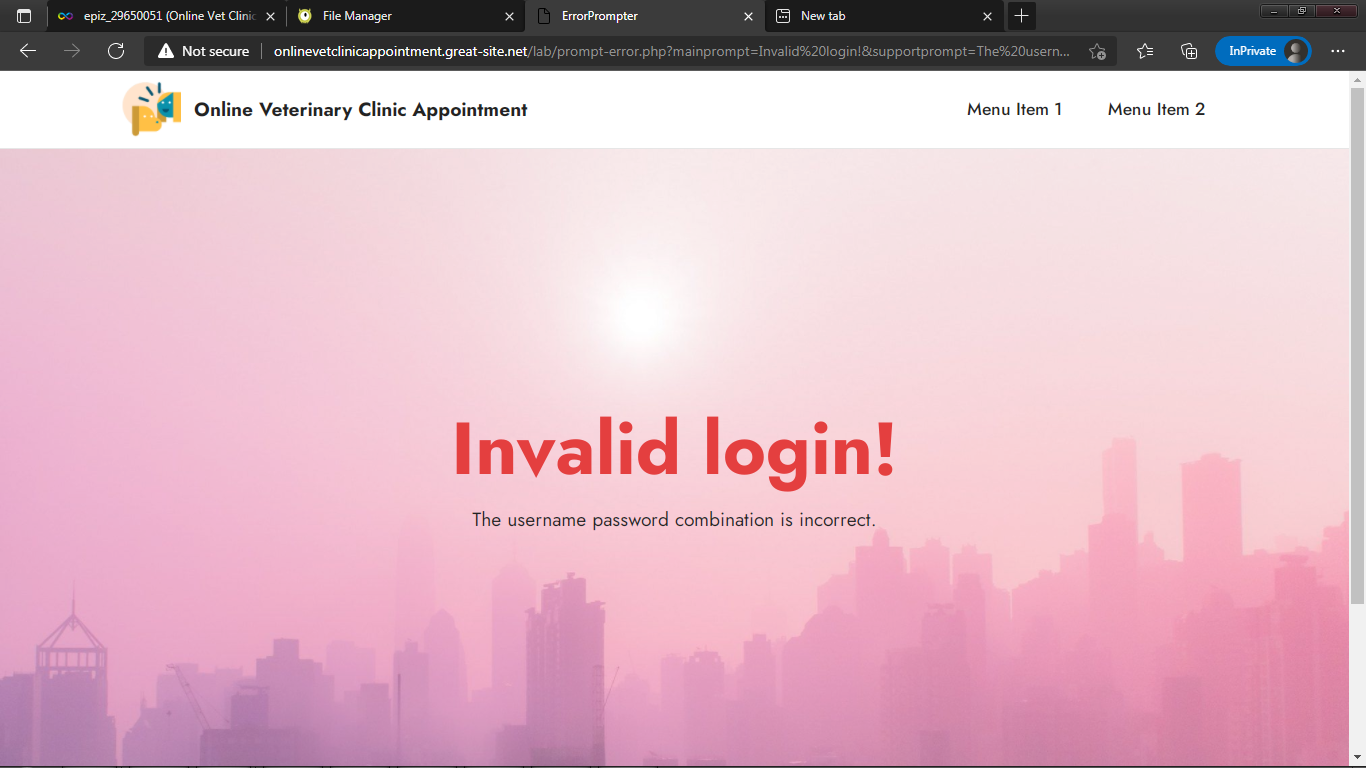 epiz_29650051 (Online Vet Clinic
File Manager
ErrorPrompter
New tab
Not secure
onlinevetclinicappointment.great-site.net/lab/prompt-error.php?mainprompt=Invalid%20login!&supportprompt=The%20usern...
InPrivate
Online Veterinary Clinic Appointment
Menu Item 1
Menu Item 2
Invalid login!
The username password combination is incorrect.